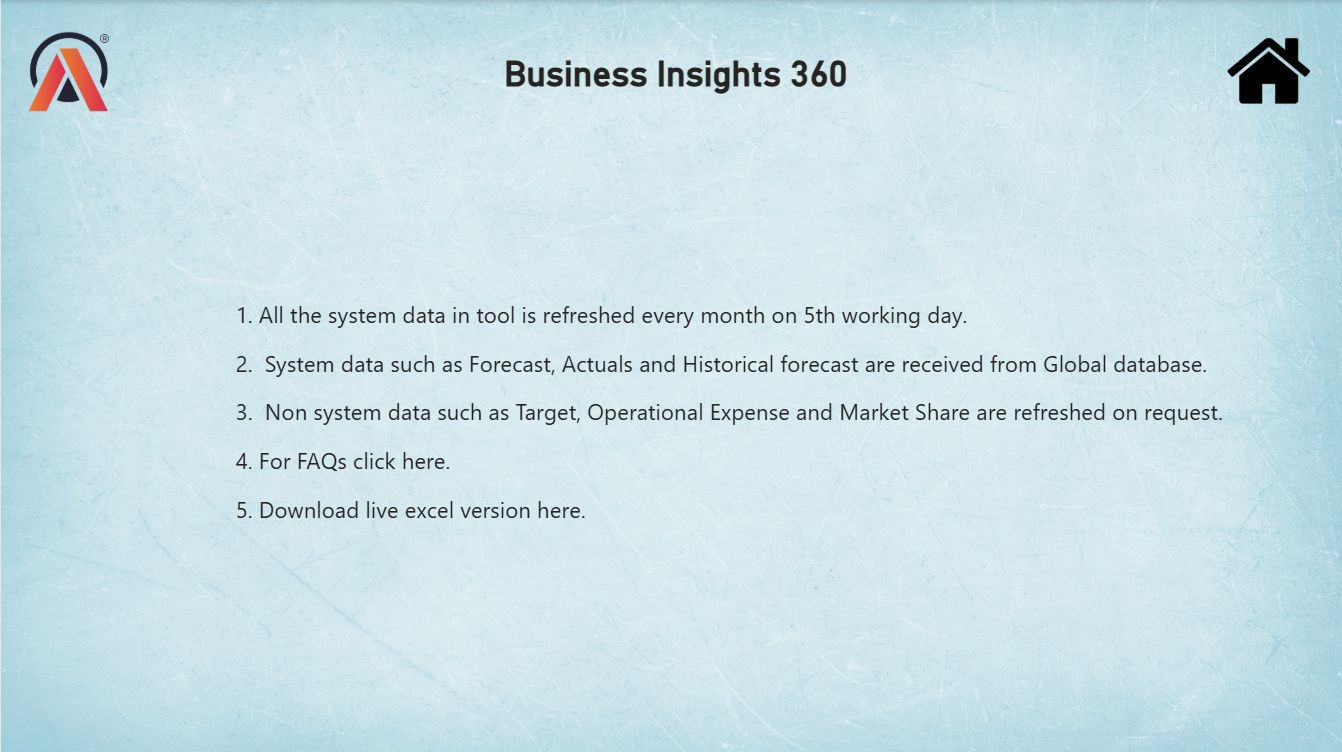 ®
Business Insights 360
1. All the system data in tool is refreshed every month on 5th working day.
2.  System data such as Forecast, Actuals and Historical forecast are received from Global database.
3.  Non system data such as Target, Operational Expense and Market Share are refreshed on request.
4. For FAQs click here.
5. Download live excel version here.